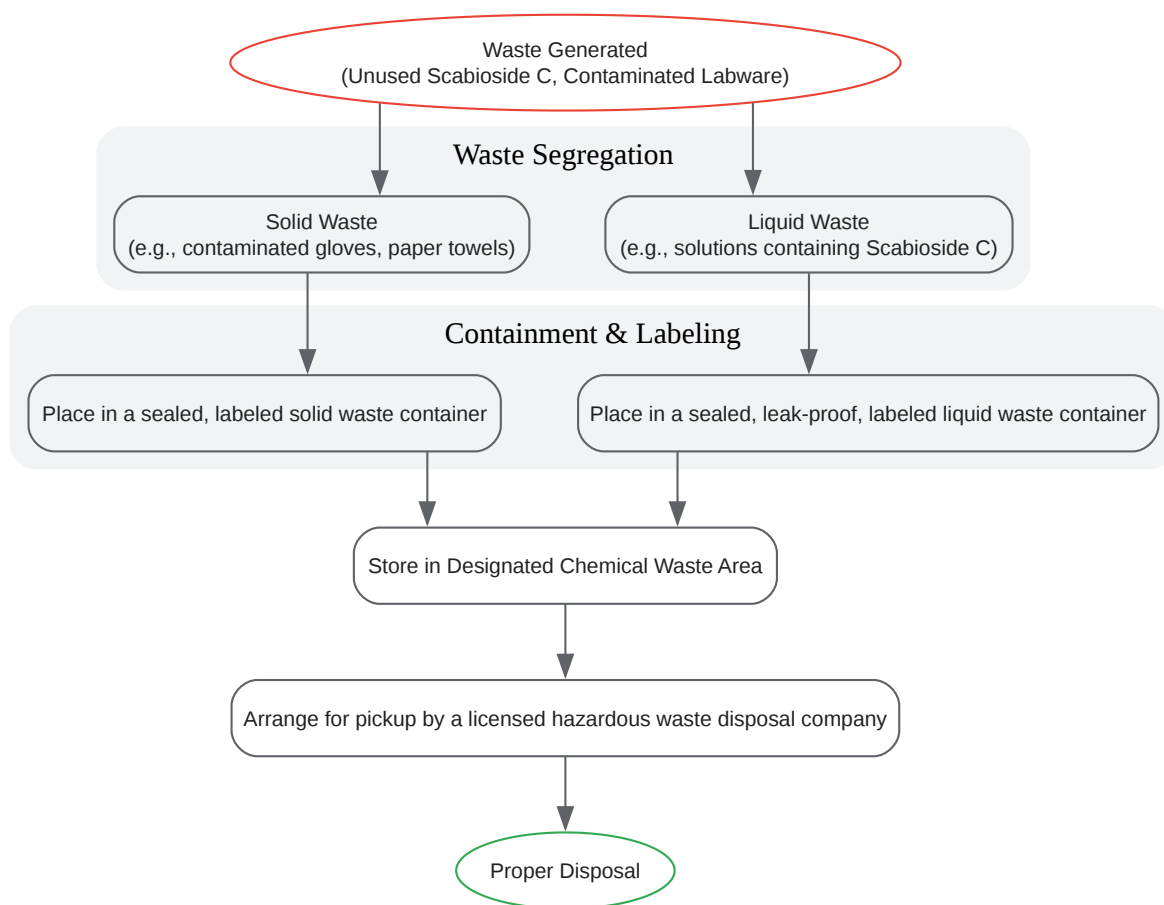 Waste Generated
(Unused Scabioside C, Contaminated Labware)
Waste Segregation
Solid Waste
(e.g., contaminated gloves, paper towels)
Liquid Waste
(e.g., solutions containing Scabioside C)
Containment & Labeling
Place in a sealed, labeled solid waste container
Place in a sealed, leak-proof, labeled liquid waste container
Store in Designated Chemical Waste Area
Arrange for pickup by a licensed hazardous waste disposal company
Proper Disposal